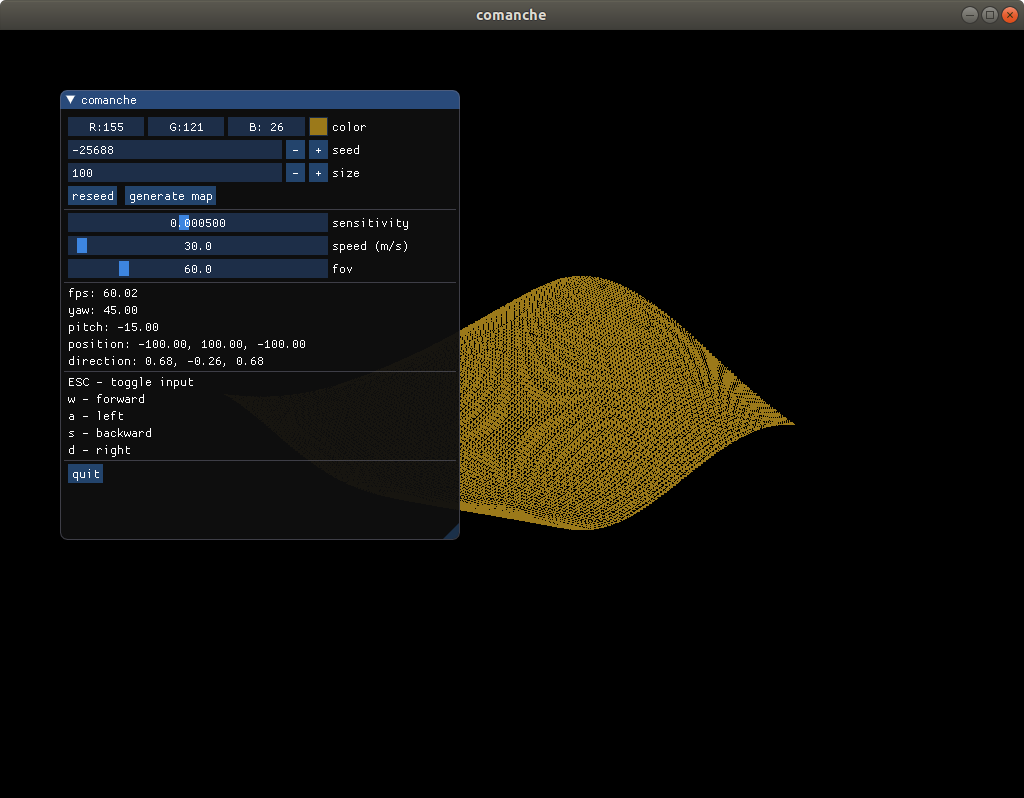 comanche
comanche
R:155 G:121 B: 26 color
-25688 - + seed
100 - + size
reseed generate map
0.000500 sensitivity
30.0 speed (m/s)
60.0 fov
fps: 60.02
yaw: 45.00
pitch: -15.00
position: -100.00, 100.00, -100.00
direction: 0.68, -0.26, 0.68
ESC - toggle input
w - forward
a - left
s - backward
d - right
quit